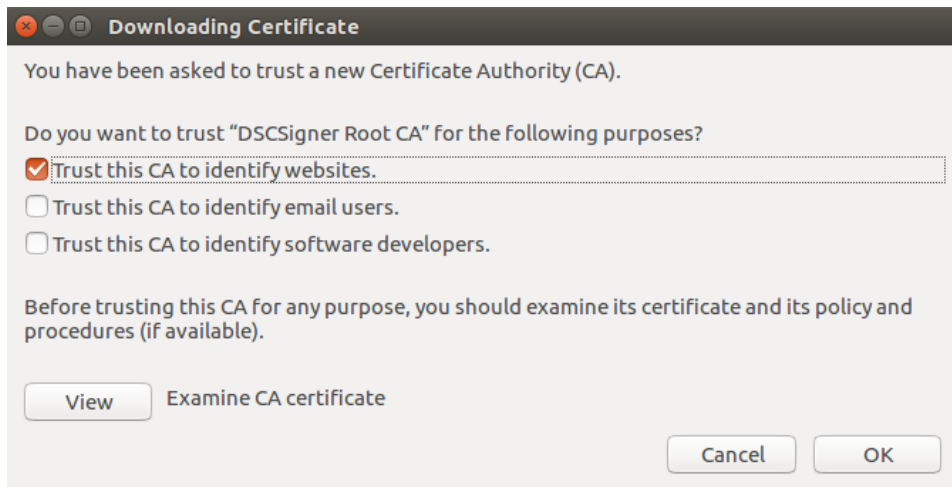 Downloading Certificate
You have been asked to trust a new Certificate Authority (CA).
Do you want to trust “DSCSigner Root CA” for the following purposes?
Trust this CA to identify websites.
Trust this CA to identify email users.
Trust this CA to identify software developers.
Before trusting this CA for any purpose, you should examine its certificate and its policy and
procedures (if available).
View Examine CA certificate
Cancel OK